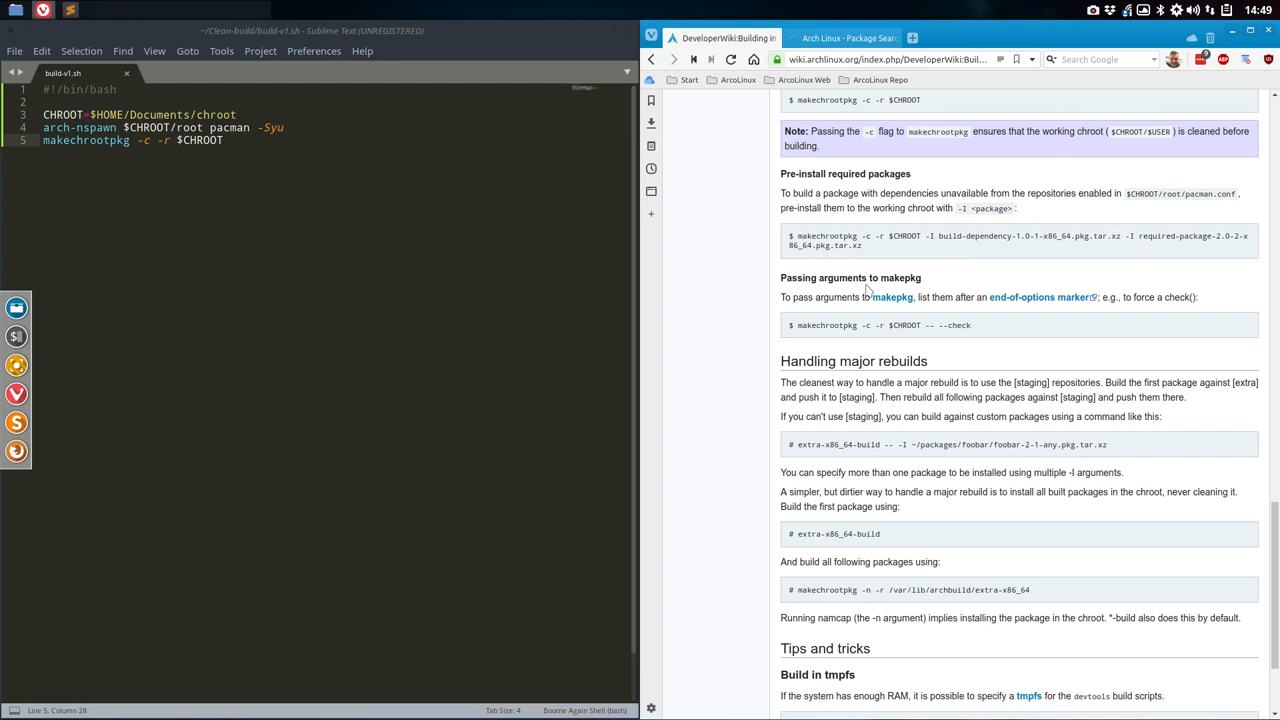 14:49
~/Clean-build/build-v1.sh - Sublime Text (UNREGISTERED)
File Edit Selection Find View Goto Tools Project Preferences Help
build-v1.sh ×
1 #!/bin/bash
2
3 CHROOT=$HOME/Documents/chroot
4 arch-nspawn $CHROOT/root pacman -Syu
5 makechrootpkg -c -r $CHROOT
Line 5, Column 28
Tab Size: 4
Bourne Again Shell (bash)
DeveloperWiki:Building in
Arch Linux - Package Sear
wiki.archlinux.org/index.php/DeveloperWiki:Buil...
Search Google
Start ArcoLinux ArcoLinux Web ArcoLinux Repo
$ makechrootpkg -c -r $CHROOT
Note: Passing the -c flag to makechrootpkg ensures that the working chroot ( $CHROOT/$USER ) is cleaned before
building.
Pre-install required packages
To build a package with dependencies unavailable from the repositories enabled in $CHROOT/root/pacman.conf ,
pre-install them to the working chroot with -I <package> :
$ makechrootpkg -c -r $CHROOT -I build-dependency-1.0-1-x86_64.pkg.tar.xz -I required-package-2.0-2-x
86_64.pkg.tar.xz
Passing arguments to makepkg
To pass arguments to makepkg, list them after an end-of-options marker; e.g., to force a check():
$ makechrootpkg -c -r $CHROOT -- --check
Handling major rebuilds
The cleanest way to handle a major rebuild is to use the [staging] repositories. Build the first package against [extra]
and push it to [staging]. Then rebuild all following packages against [staging] and push them there.
If you can't use [staging], you can build against custom packages using a command like this:
# extra-x86_64-build -- -I ~/packages/foobar/foobar-2-1-any.pkg.tar.xz
You can specify more than one package to be installed using multiple -I arguments.
A simpler, but dirtier way to handle a major rebuild is to install all built packages in the chroot, never cleaning it.
Build the first package using:
# extra-x86_64-build
And build all following packages using:
# makechrootpkg -n -r /var/lib/archbuild/extra-x86_64
Running namcap (the -n argument) implies installing the package in the chroot. *-build also does this by default.
Tips and tricks
Build in tmpfs
If the system has enough RAM, it is possible to specify a tmpfs for the devtools build scripts.